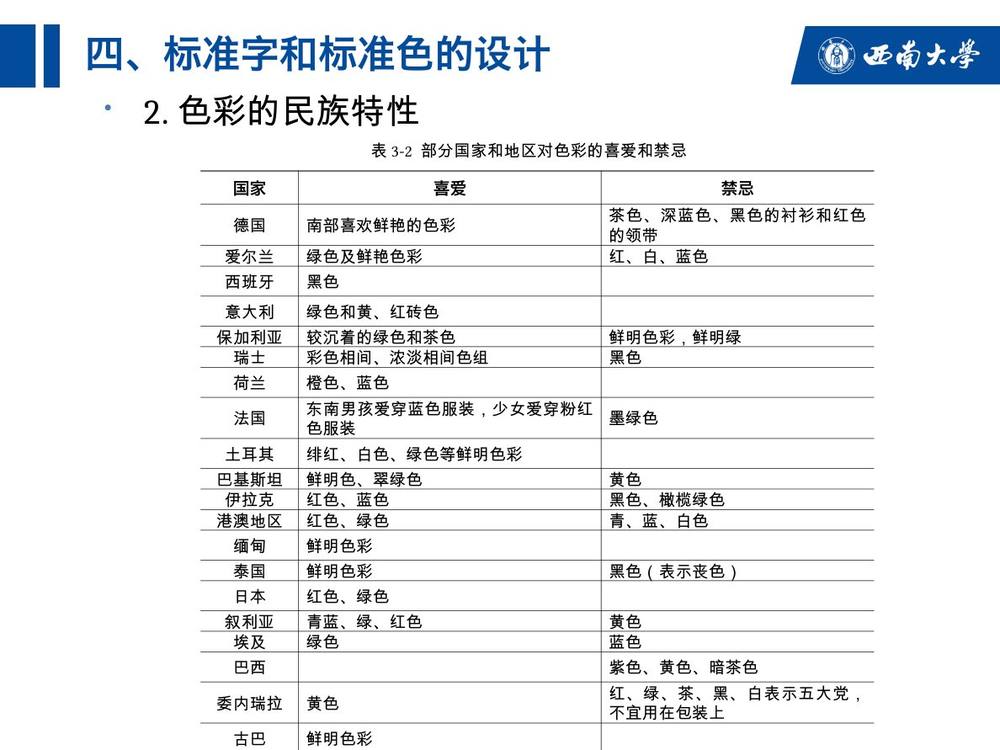 四、标准字和标准色的设计
西南大学
• 2. 色彩的民族特性
表 3-2 部分国家和地区对色彩的喜爱和禁忌
国家 喜爱 禁忌
德国 南部喜欢鲜艳的色彩 茶色、深蓝色、黑色的衬衫和红色
的领带
爱尔兰 绿色及鲜艳色彩 红、白、蓝色
西班牙 黑色
意大利 绿色和黄、红砖色
保加利亚 较沉着的绿色和茶色 鲜明色彩，鲜明绿
瑞士 彩色相间、浓淡相间色组 黑色
荷兰 橙色、蓝色
法国 东南男孩爱穿蓝色服装，少女爱穿粉红
色服装 墨绿色
土耳其 绯红、白色、绿色等鲜明色彩
巴基斯坦 鲜明色、翠绿色 黄色
伊拉克 红色、蓝色 黑色、橄榄绿色
港澳地区 红色、绿色 青、蓝、白色
缅甸 鲜明色彩
泰国 鲜明色彩 黑色（表示丧色）
日本 红色、绿色
叙利亚 青蓝、绿、红色 黄色
埃及 绿色 蓝色
巴西 紫色、黄色、暗茶色
委内瑞拉 黄色 红、绿、茶、黑、白表示五大党，
不宜用在包装上
古巴 鲜明色彩